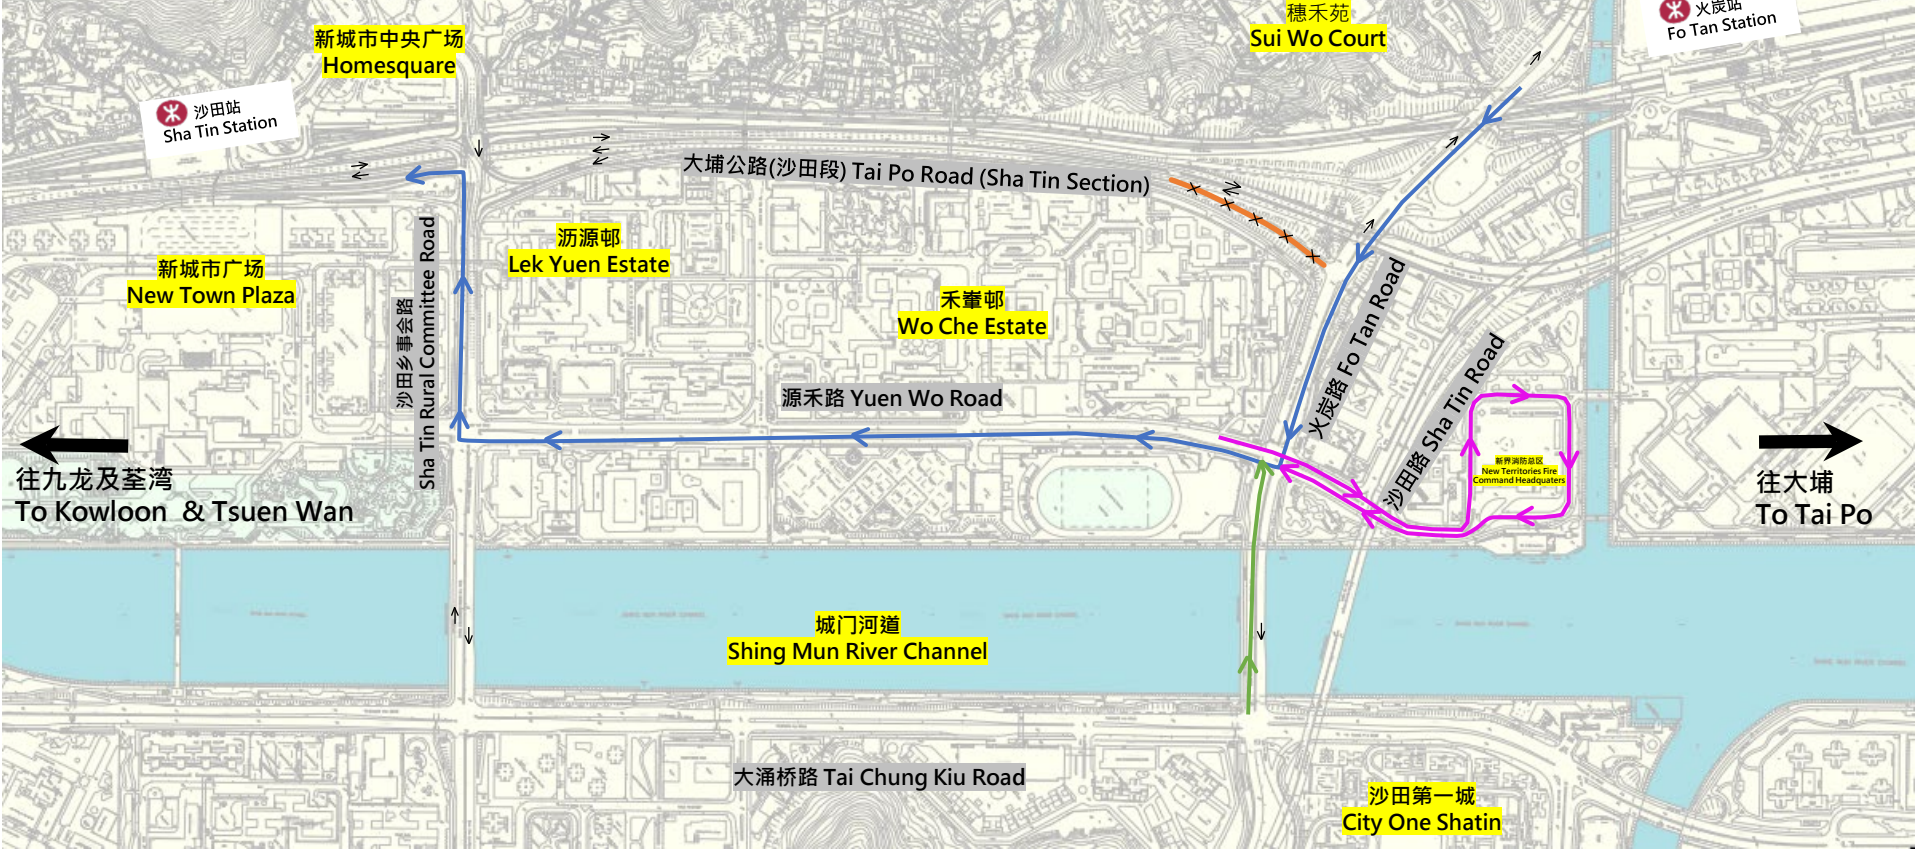 新城市中央广场
Homesquare
穗禾苑
Sui Wo Court
火炭站
Fo Tan Station
沙田站
Sha Tin Station
大埔公路(沙田段) Tai Po Road (Sha Tin Section)
沥源邨
Lek Yuen Estate
新城市广场
New Town Plaza
沙田乡事会路
Sha Tin Rural Committee Road
禾輋邨
Wo Che Estate
火炭路 Fo Tan Road
源禾路 Yuen Wo Road
沙田路 Sha Tin Road
新界消防总区
New Territories Fire
Command Headquaters
往九龙及荃湾
To Kowloon & Tsuen Wan
往大埔
To Tai Po
城门河道
Shing Mun River Channel
大涌桥路 Tai Chung Kiu Road
沙田第一城
City One Shatin